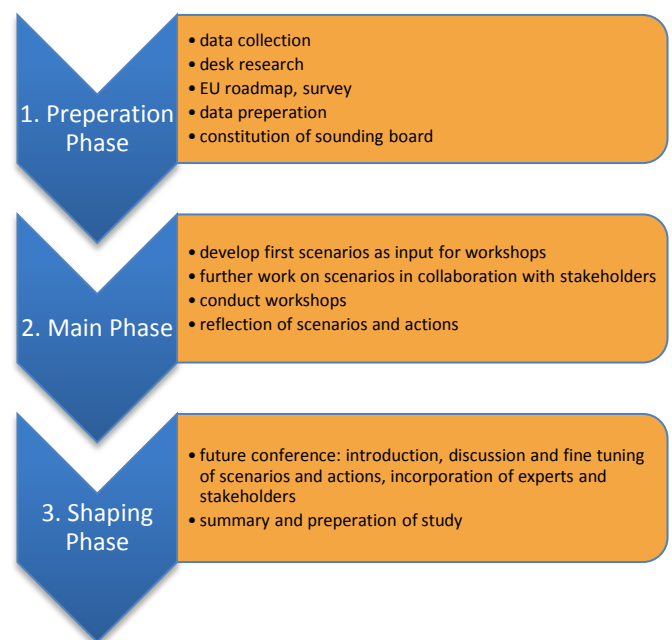 1. Preperation
Phase
• data collection
• desk research
• EU roadmap, survey
• data preperation
• constitution of sounding board
2. Main Phase
• develop first scenarios as input for workshops
• further work on scenarios in collaboration with stakeholders
• conduct workshops
• reflection of scenarios and actions
3. Shaping
Phase
• future conference: introduction, discussion and fine tuning
of scenarios and actions, incorporation of experts and
stakeholders
• summary and preperation of study